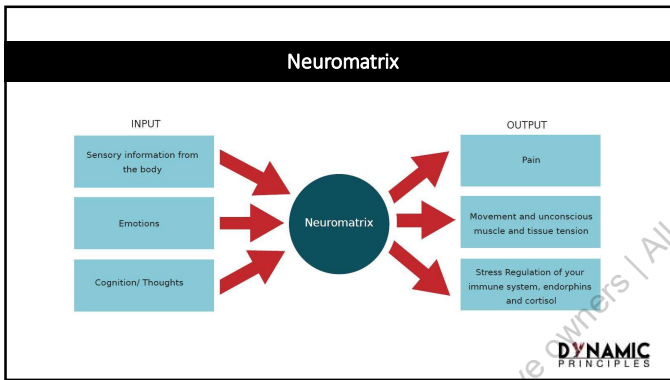 Neuromatrix
INPUT
Sensory information from
the body
Emotions
Cognition/ Thoughts
Neuromatrix
OUTPUT
Pain
Movement and unconscious
muscle and tissue tension
Stress Regulation of your
immune system, endorphins
and cortisol
owners |
DYNAMIC
PRINCIPLES